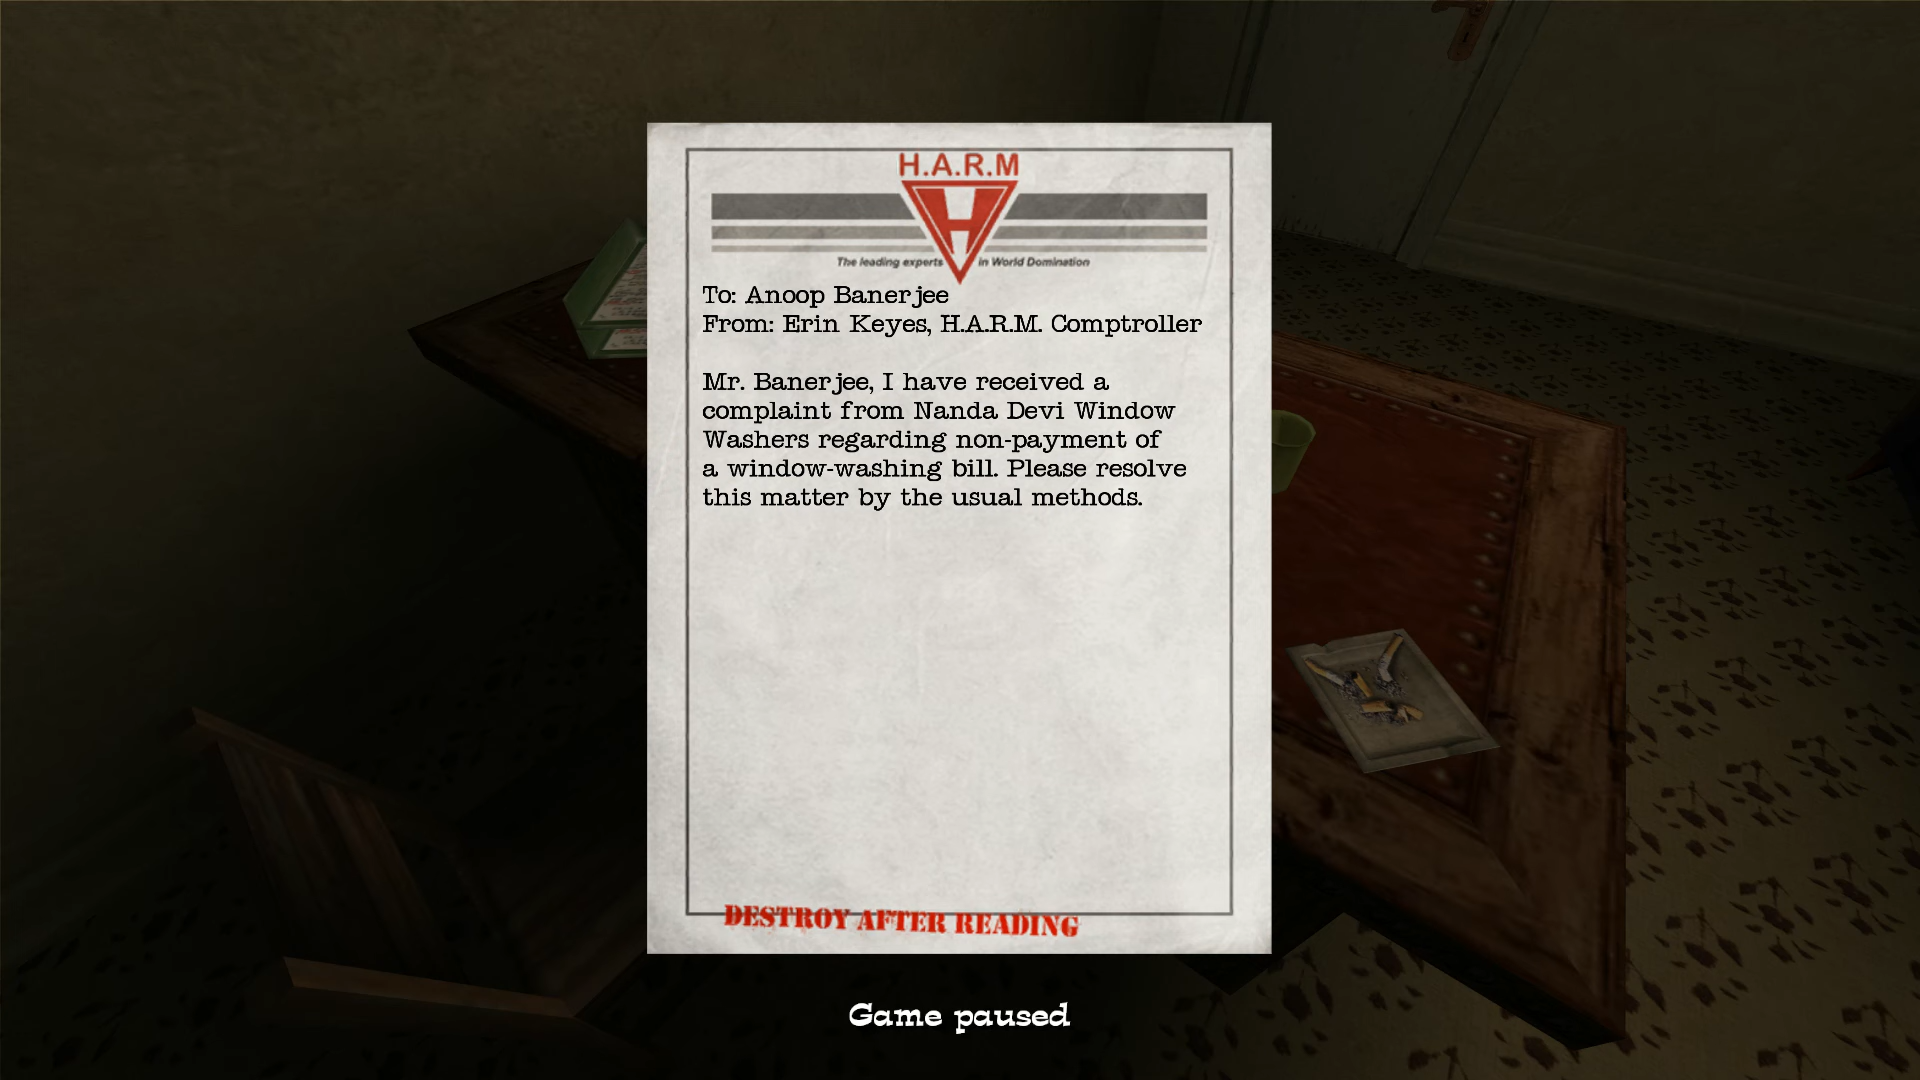 H.A.R.M
H
The leading experts in World Domination
To: Anoop Banerjee
From: Erin Keyes, H.A.R.M. Comptroller
Mr. Banerjee, I have received a
complaint from Nanda Devi Window
Washers regarding non-payment of
a window-washing bill. Please resolve
this matter by the usual methods.
DESTROY AFTER READING
Game paused